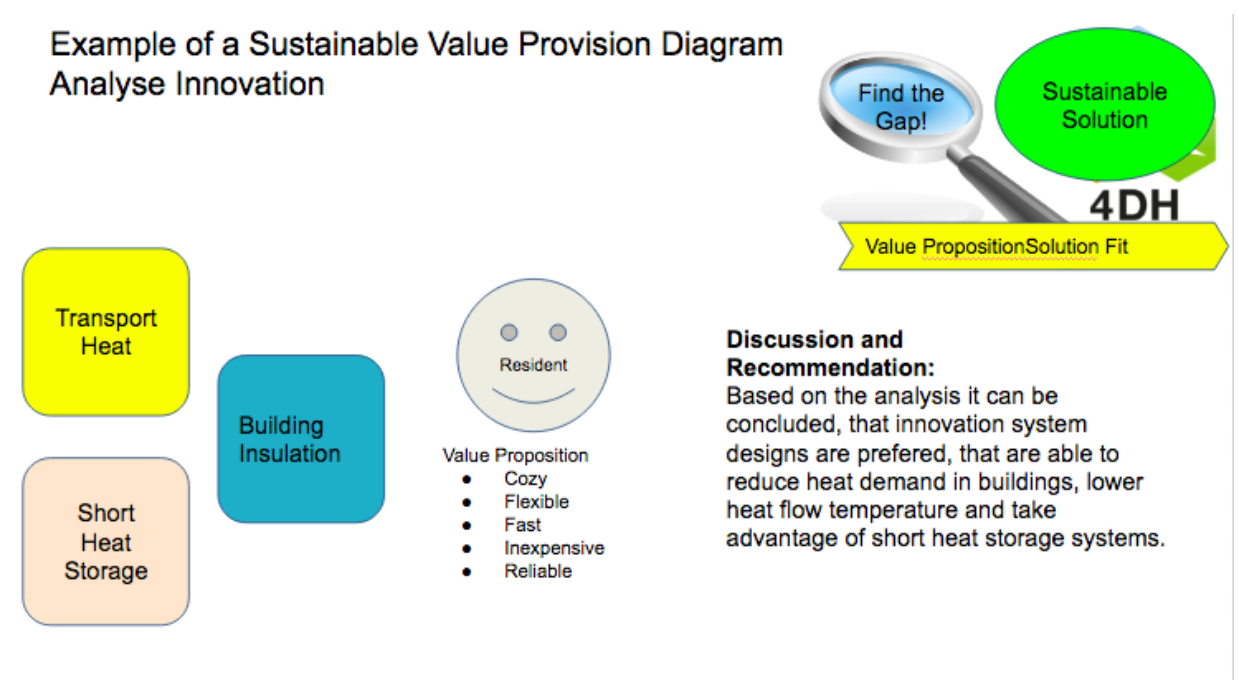 Example of a Sustainable Value Provision Diagram
Analyse Innovation
Find the
Gap!
Sustainable
Solution
4DH
Value PropositionSolution Fit
Transport
Heat
Building
Insulation
Short
Heat
Storage
Resident
Value Proposition
● Cozy
● Flexible
● Fast
● Inexpensive
● Reliable
Discussion and
Recommendation:
Based on the analysis it can be
concluded, that innovation system
designs are prefered, that are able to
reduce heat demand in buildings, lower
heat flow temperature and take
advantage of short heat storage systems.